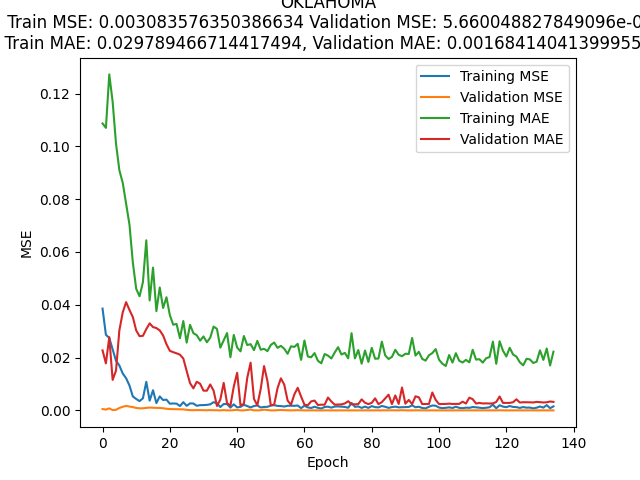 OKLAHOMA
Train MSE: 0.003083576350386634 Validation MSE: 5.660048827849096e-0
Train MAE: 0.029789466714417494, Validation MAE: 0.00168414041399955
Training MSE
Validation MSE
Training MAE
Validation MAE
0.12
0.10
0.08
0.06
0.04
0.02
0.00
MSE
0 20 40 60 80 100 120 140
Epoch